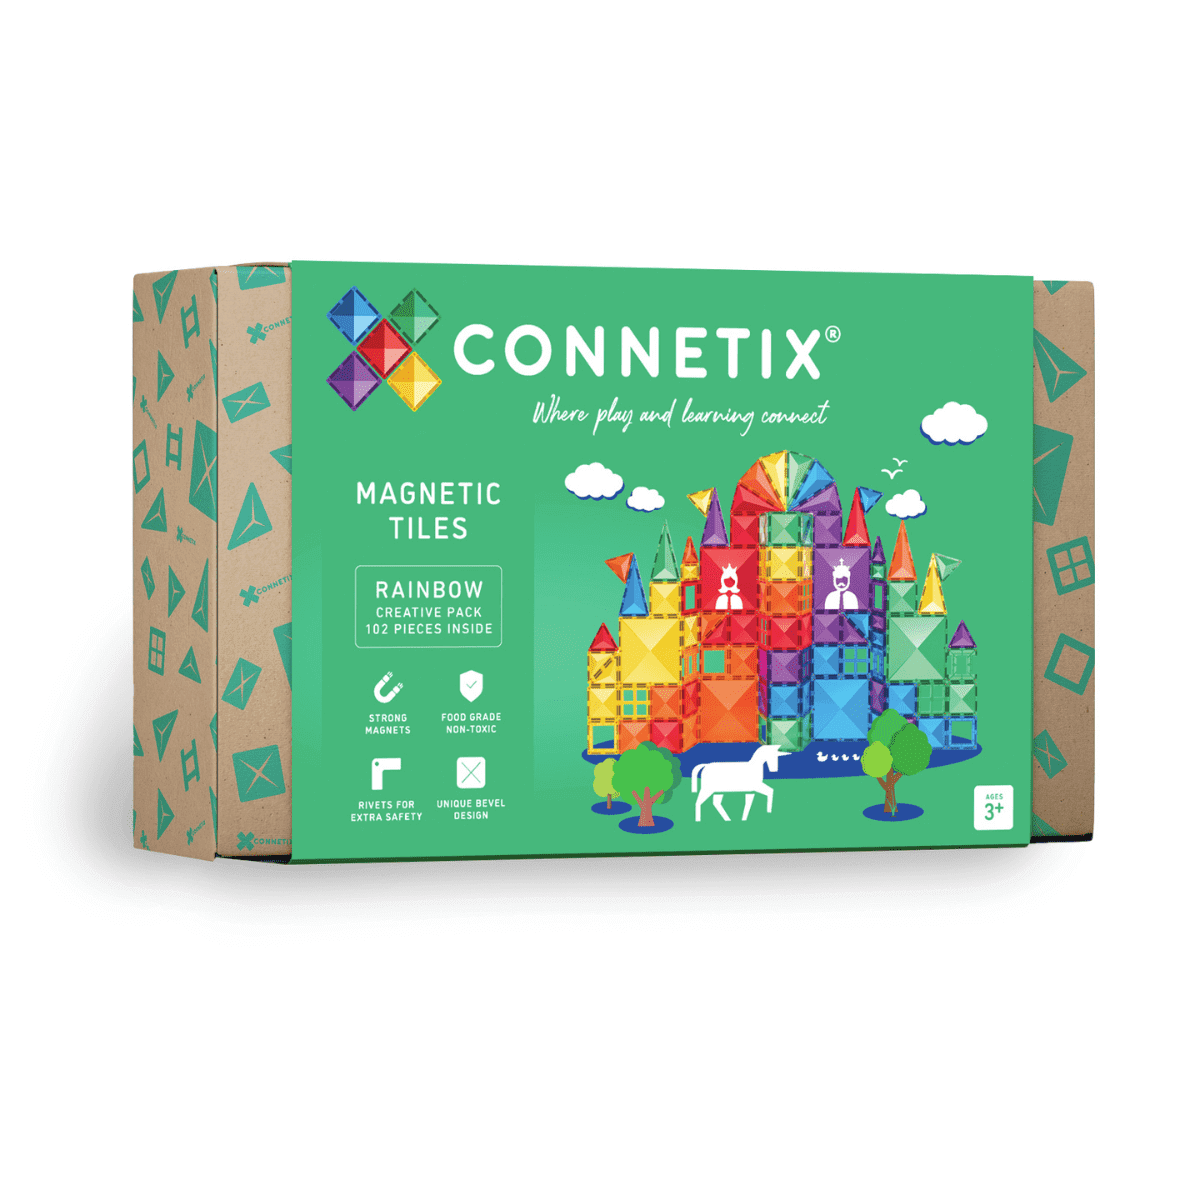 CONNETIX®
Where play and learning connect
MAGNETIC
TILES
RAINBOW
CREATIVE PACK
102 PIECES INSIDE
STRONG
MAGNETS
FOOD GRADE
NON-TOXIC
RIVETS FOR
EXTRA SAFETY
UNIQUE BEVEL
DESIGN
AGES
3+
CONNETIX